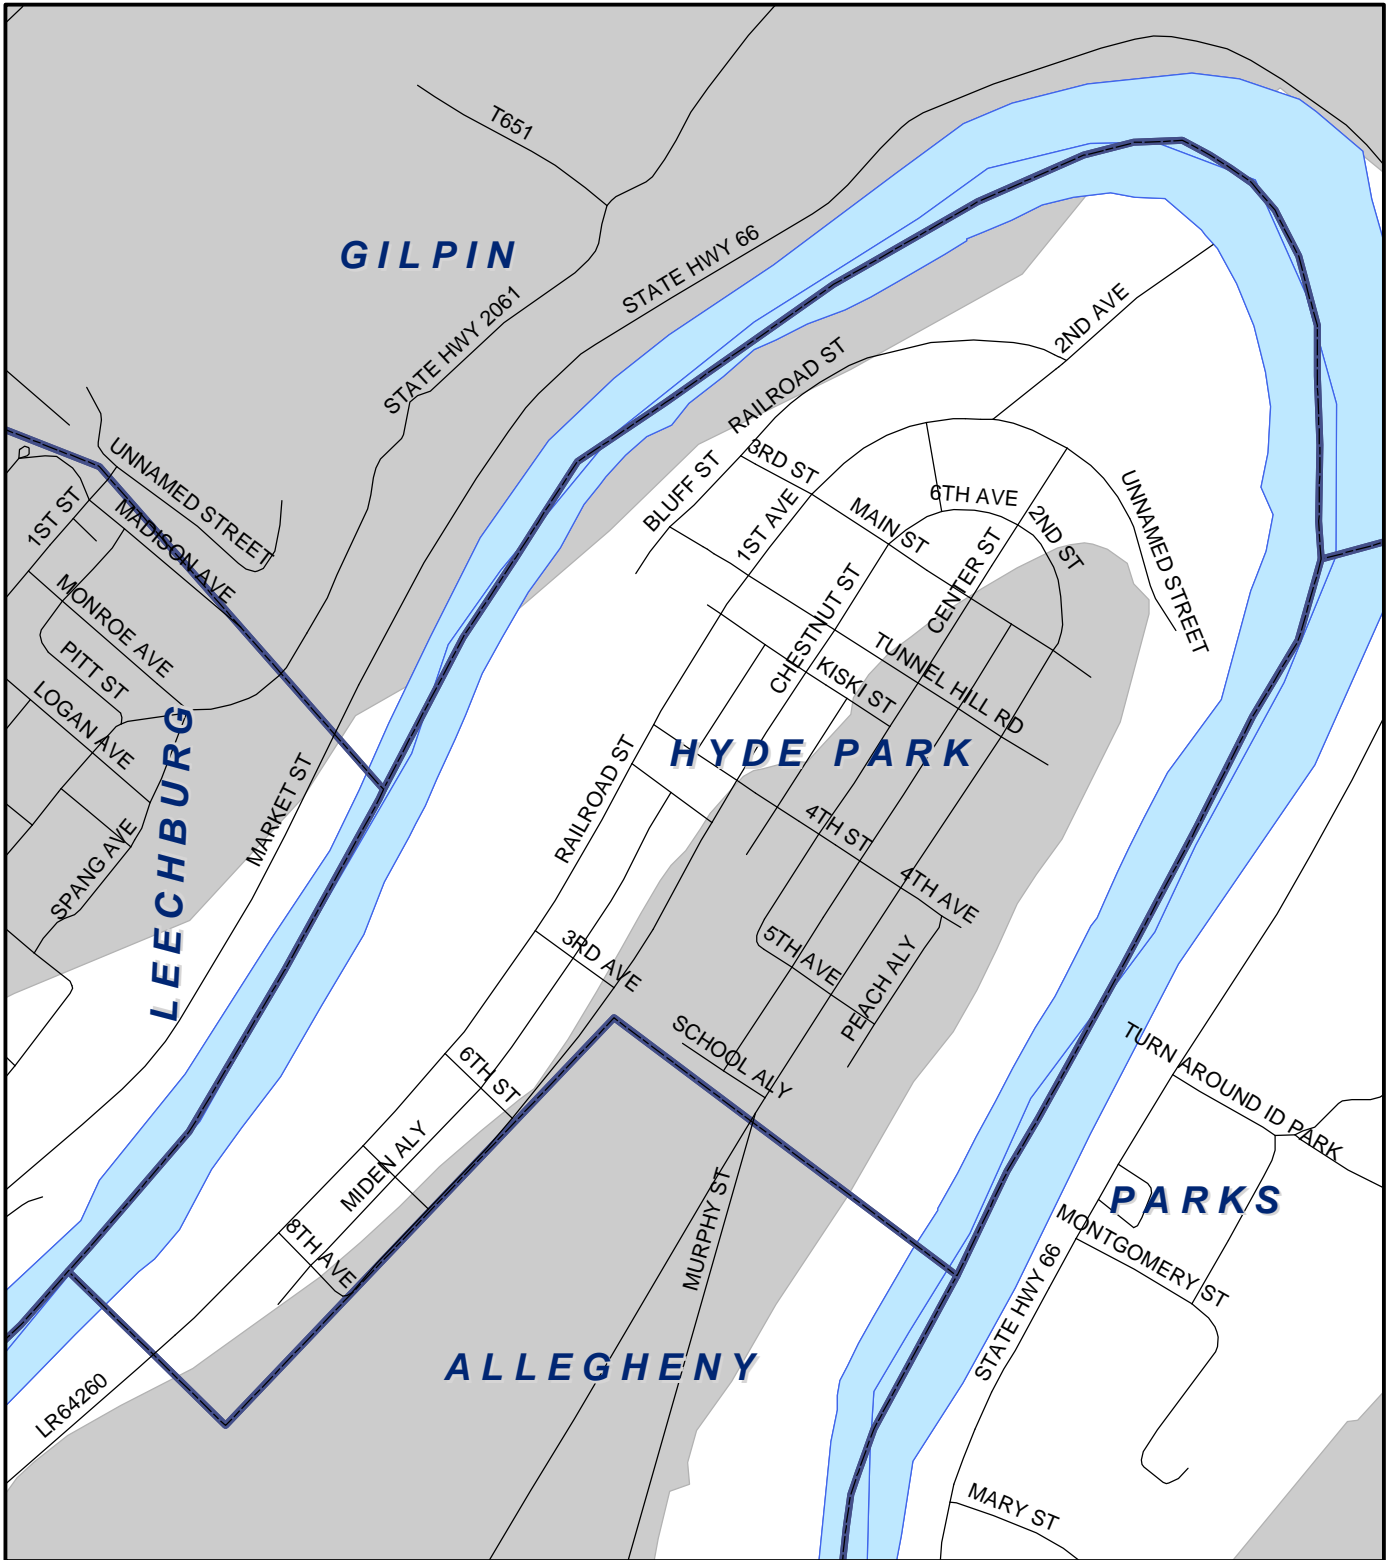 T651
GILPIN
STATE HWY 66
STATE HWY 2061
2ND AVE
RAILROAD ST
UNNAMED STREET
3RD ST
BLUFF ST
6TH AVE
UNNAMED STREET
1ST ST
MADISON AVE
1ST AVE
MAIN ST
2ND ST
CENTER ST
CHESTNUT ST
MONROE AVE
PITT ST
TUNNEL HILL RD
KISKI ST
LOGAN AVE
HYDE PARK
LEECHBURG
MARKET ST
RAILROAD ST
4TH ST
SPANG AVE
4TH AVE
3RD AVE
5TH AVE
PEACH ALY
SCHOOL ALY
TURN AROUND ID PARK
6TH ST
MIDEN ALY
PARKS
MURPHY ST
MONTGOMERY ST
8TH AVE
STATE HWY 66
ALLEGHENY
LR64260
MARY ST